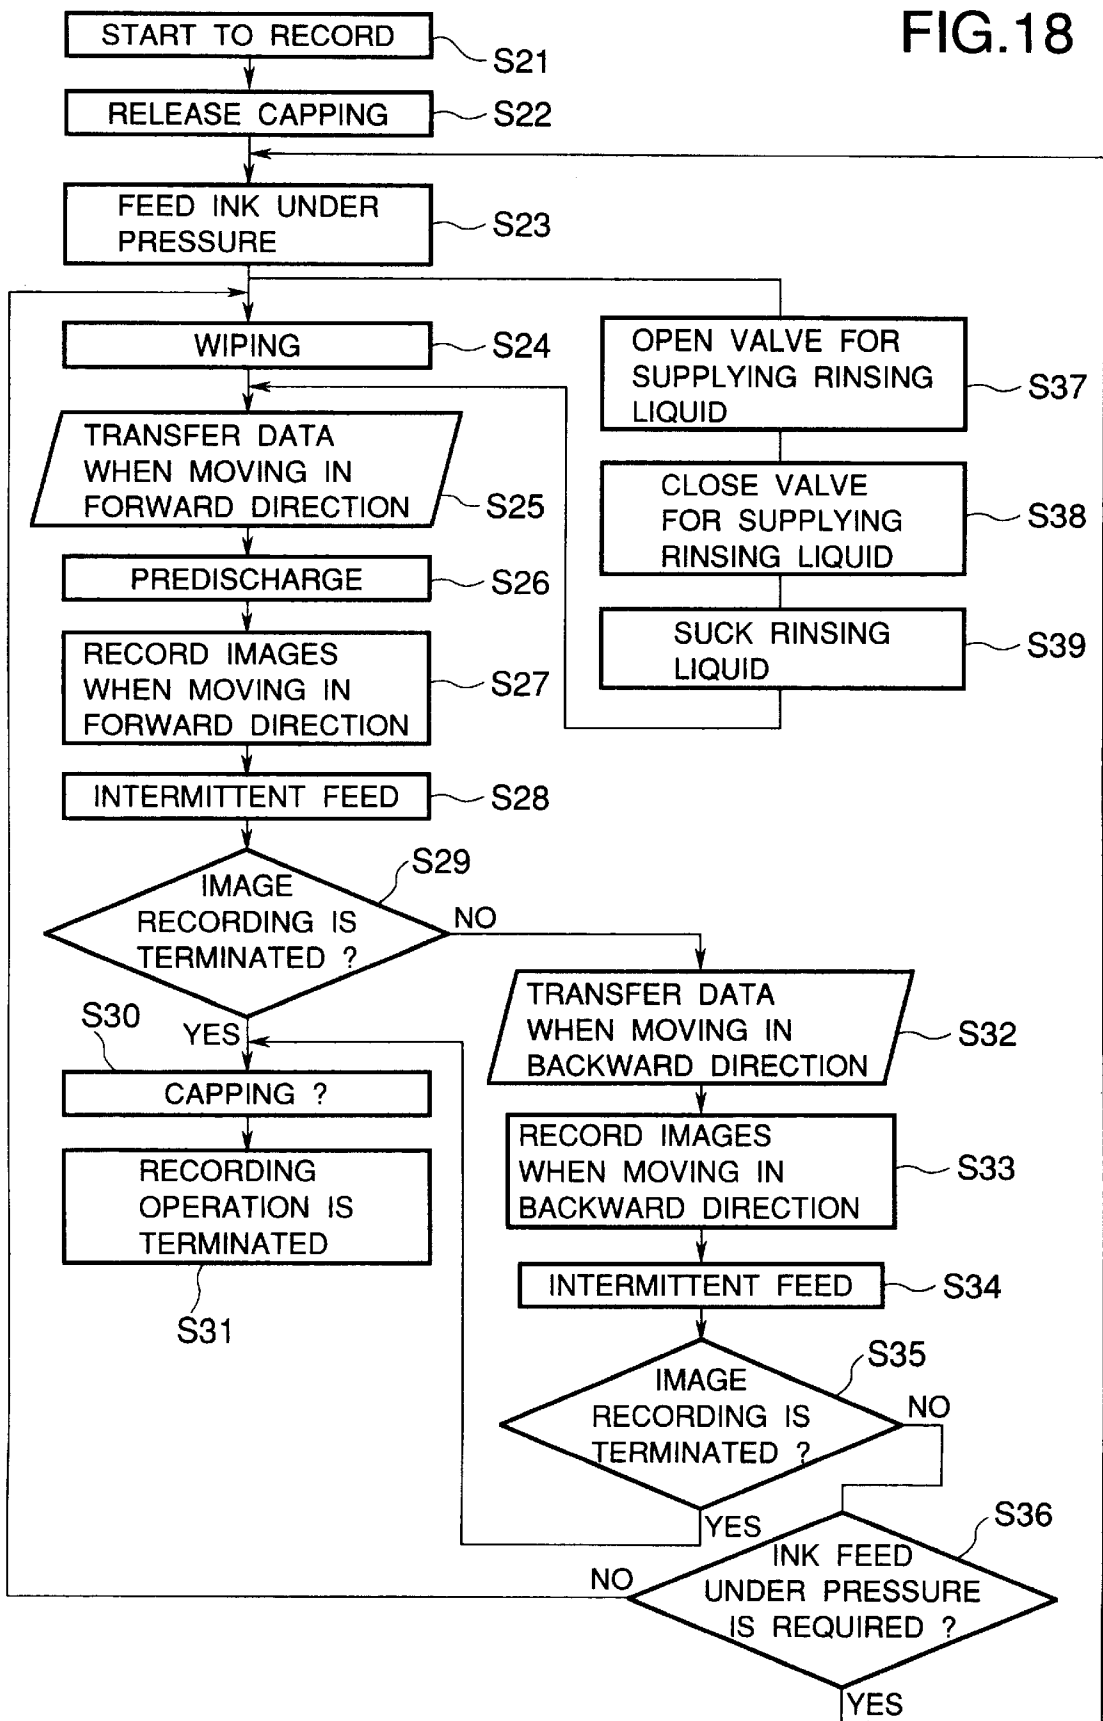 FIG.18
START TO RECORD
S21
RELEASE CAPPING
S22
FEED INK UNDER
PRESSURE
S23
WIPING
S24
TRANSFER DATA
WHEN MOVING IN
FORWARD DIRECTION
S25
PREDISCHARGE
S26
RECORD IMAGES
WHEN MOVING IN
FORWARD DIRECTION
S27
INTERMITTENT FEED
S28
IMAGE
RECORDING IS
TERMINATED ?
S29
NO
YES
S30
CAPPING ?
RECORDING
OPERATION IS
TERMINATED
S31
OPEN VALVE FOR
SUPPLYING RINSING
LIQUID
S37
CLOSE VALVE
FOR SUPPLYING
RINSING LIQUID
S38
SUCK RINSING
LIQUID
S39
TRANSFER DATA
WHEN MOVING IN
BACKWARD DIRECTION
S32
RECORD IMAGES
WHEN MOVING IN
BACKWARD DIRECTION
S33
INTERMITTENT FEED
S34
IMAGE
RECORDING IS
TERMINATED ?
S35
NO
YES
INK FEED
UNDER PRESSURE
IS REQUIRED ?
S36
NO
YES